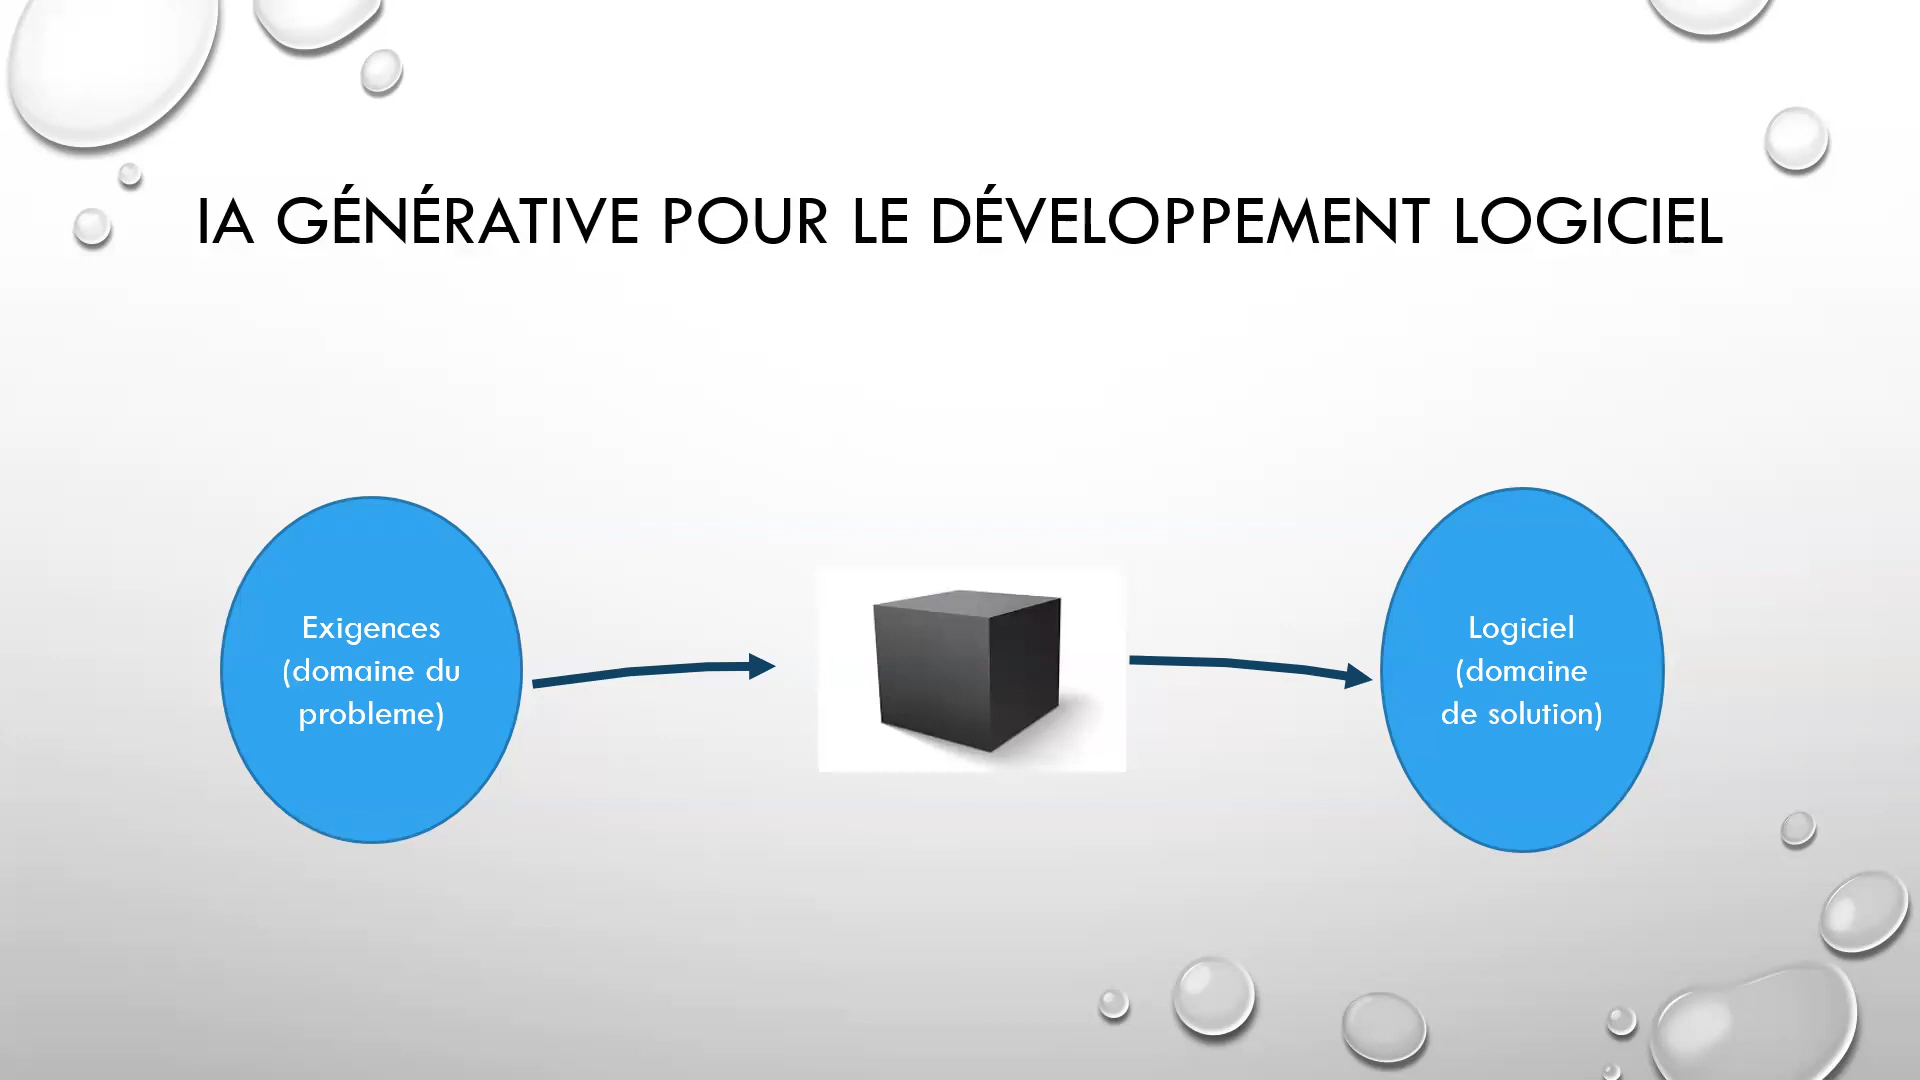 IA GÉNÉRATIVE POUR LE DÉVELOPPEMENT LOGICIEL
Exigences
(domaine du
probleme)
Logiciel
(domaine
de solution)